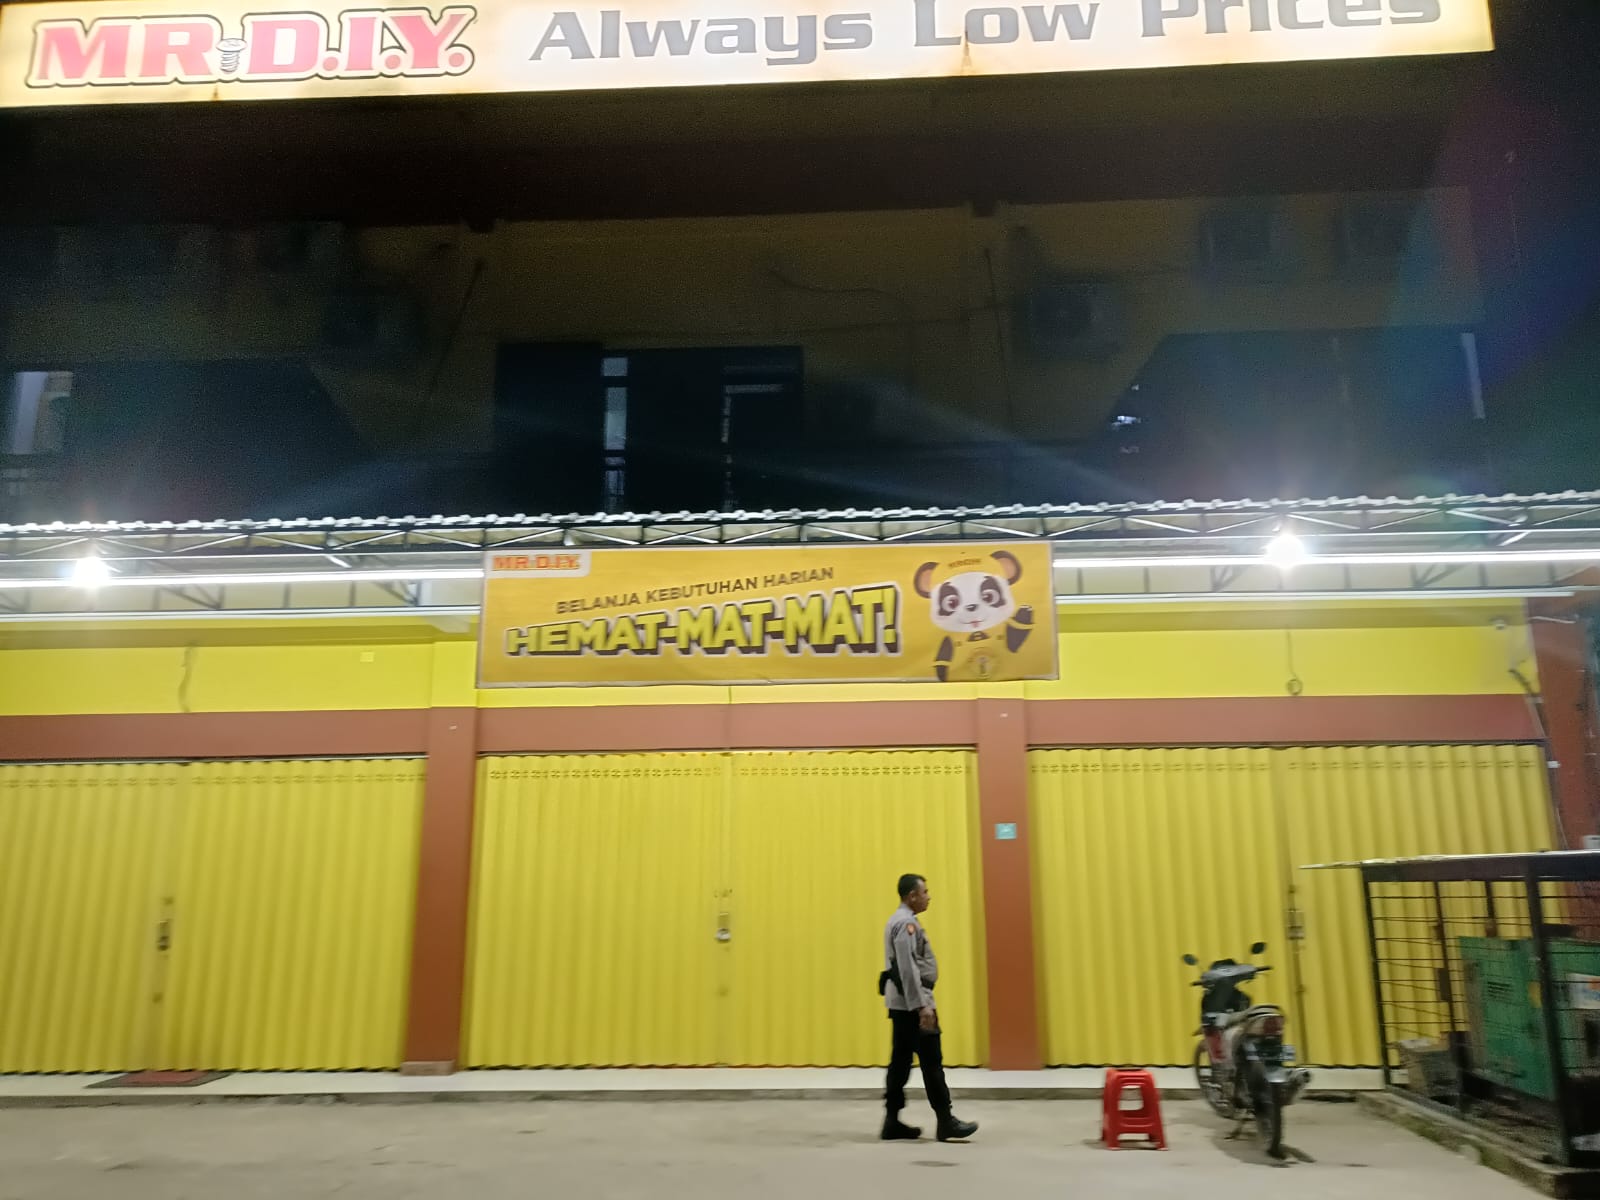 MR.D.I.Y. Always Low Prices
MR.D.I.Y.
BELANJA KEBUTUHAN HARIAN
HEMAT-MAT-MAT!